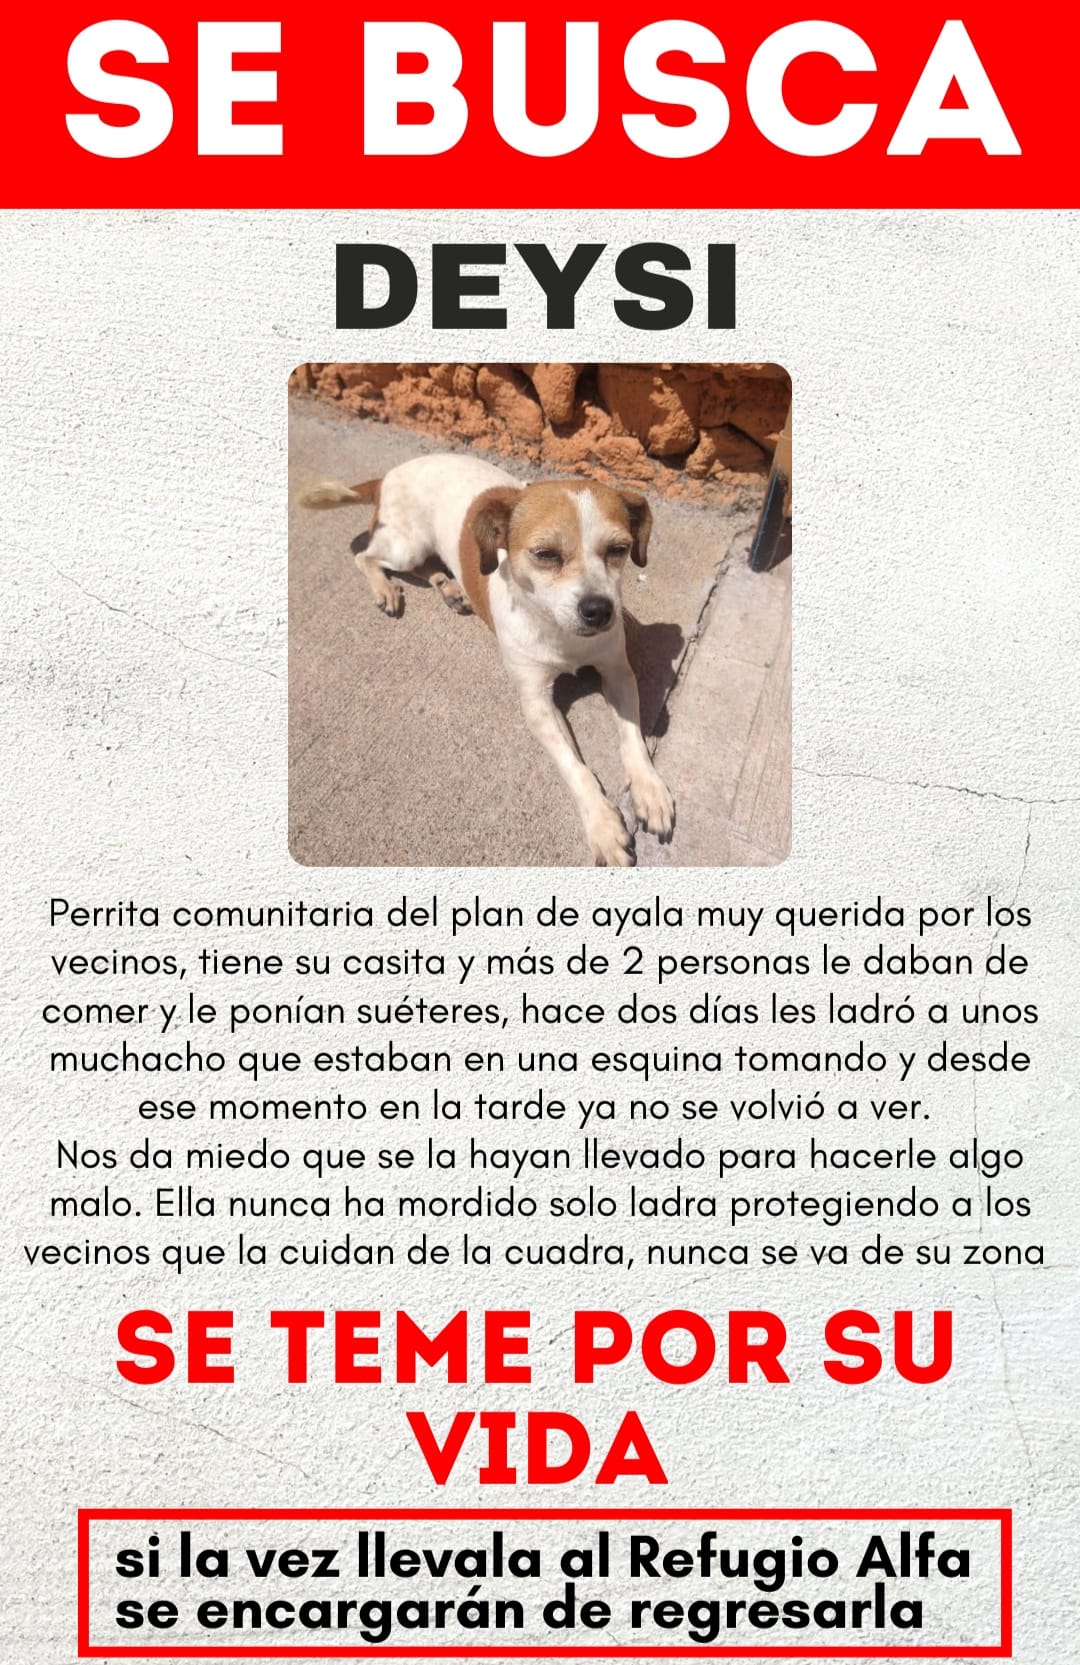 SE BUSCA
DEYSI
Perrita comunitaria del plan de ayala muy querida por los
vecinos, tiene su casita y más de 2 personas le daban de
comer y le ponían suéteres, hace dos días les ladró a unos
muchacho que estaban en una esquina tomando y desde
ese momento en la tarde ya no se volvió a ver.
Nos da miedo que se la hayan llevado para hacerle algo
malo. Ella nunca ha mordido solo ladra protegiendo a los
vecinos que la cuidan de la cuadra, nunca se va de su zona
SE TEME POR SU
VIDA
si la vez llevala al Refugio Alfa
se encargarán de regresarla